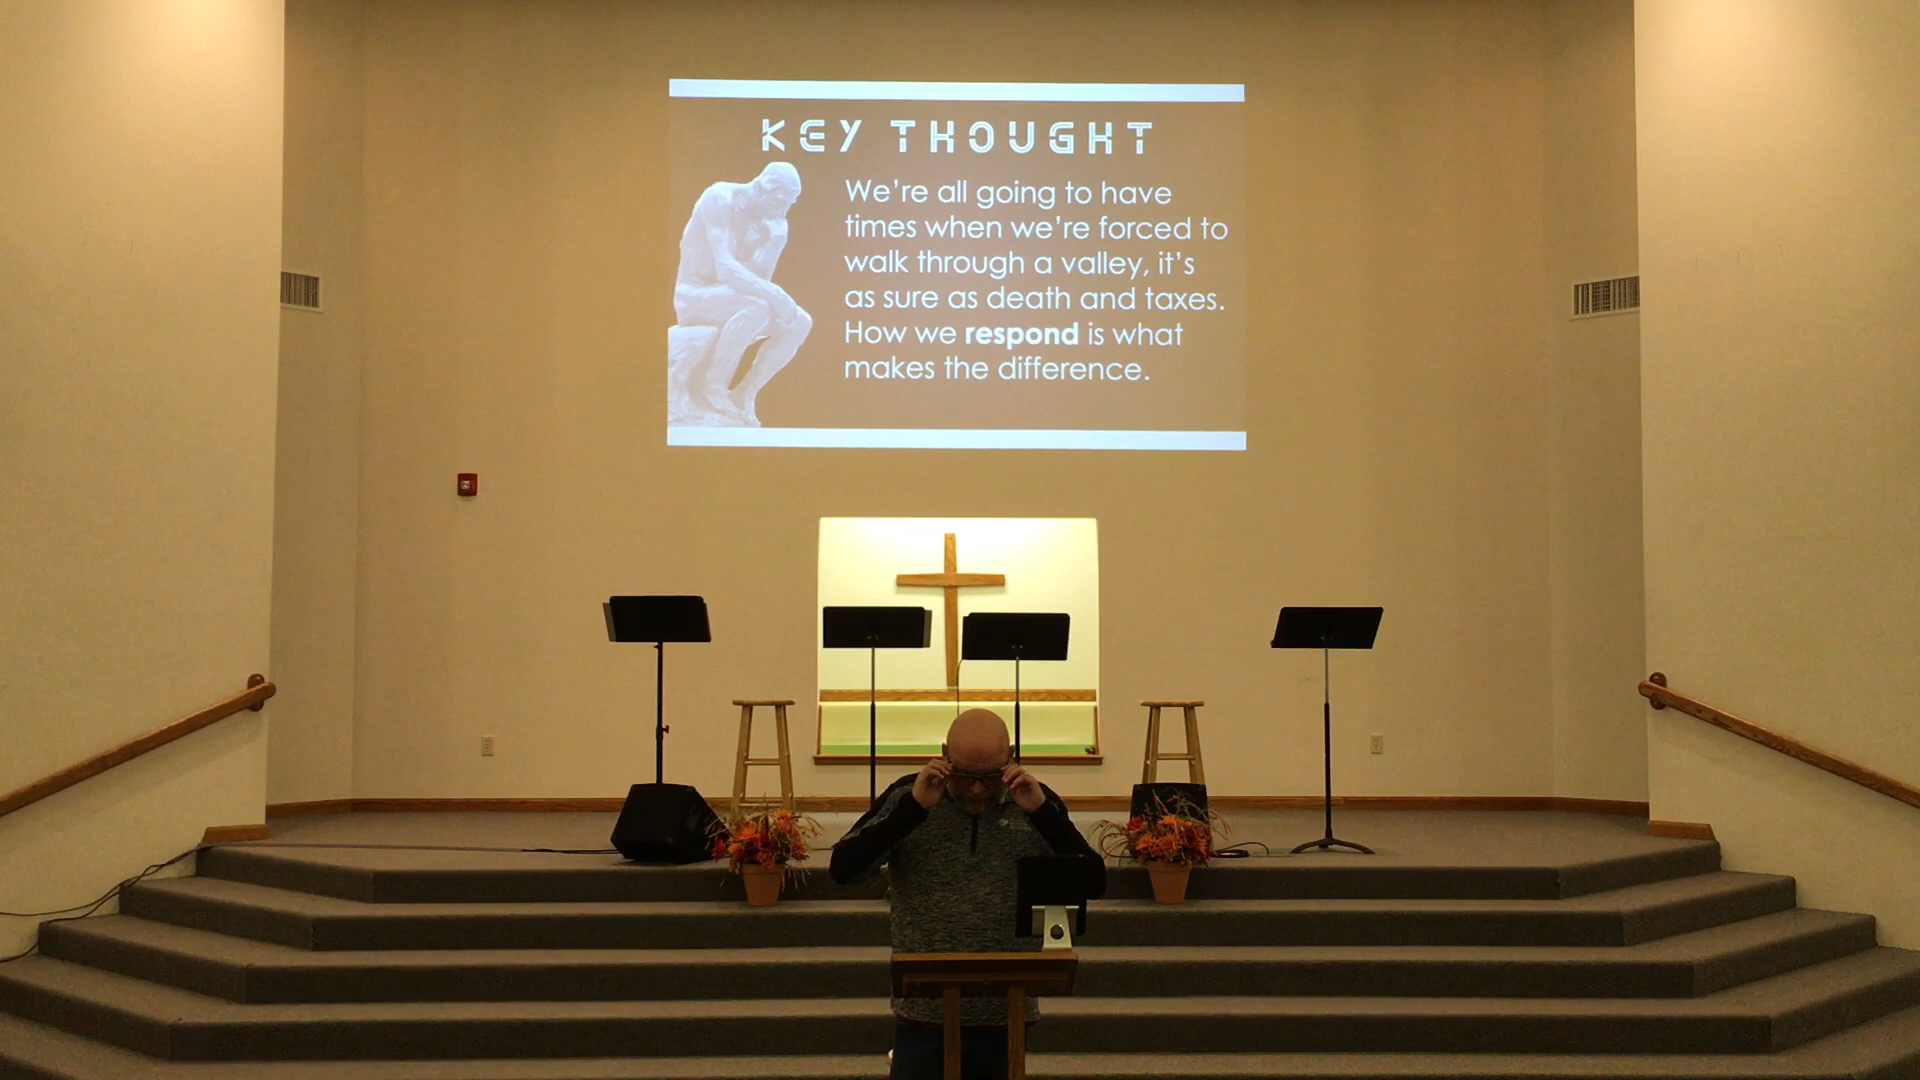 KEY THOUGHT
We're all going to have
times when we're forced to
walk through a valley, it's
as sure as death and taxes.
How we respond is what
makes the difference.